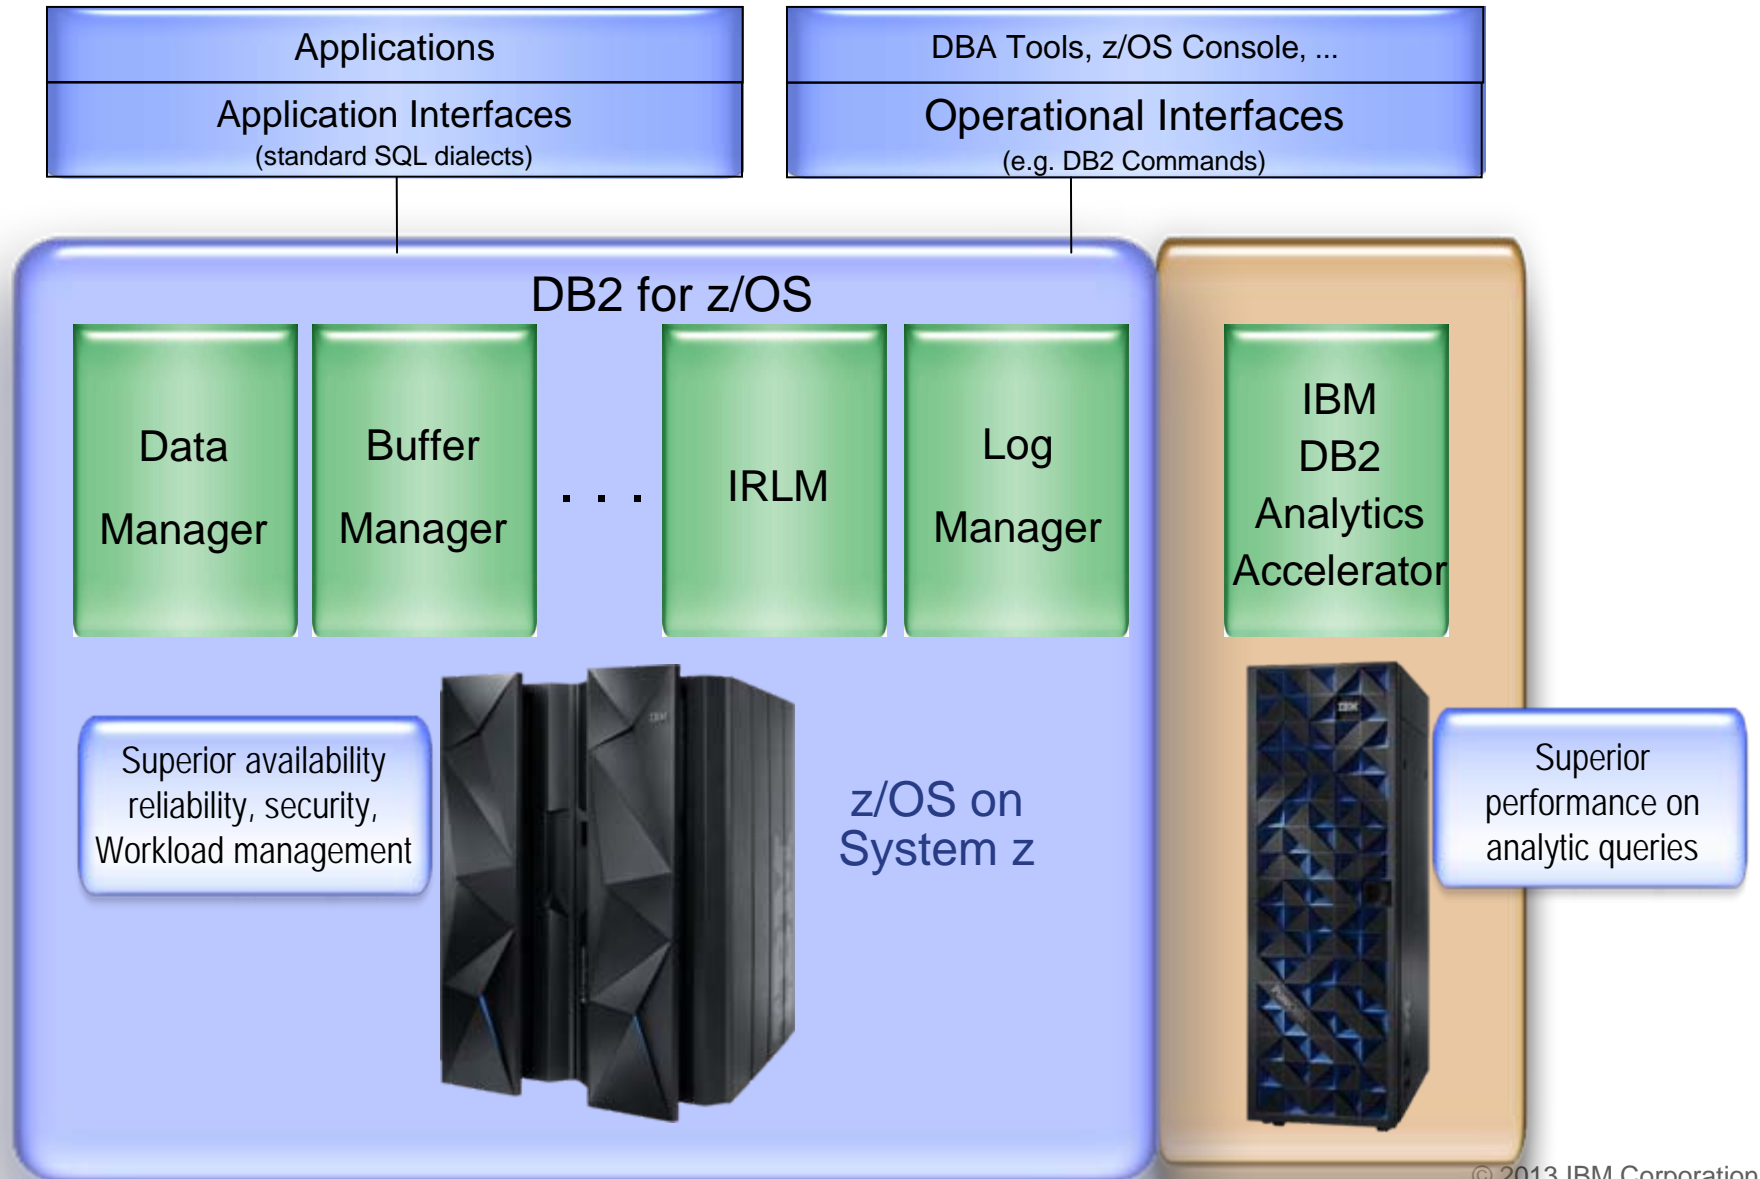 Applications
Application Interfaces
(standard SQL dialects)
DBA Tools, z/OS Console, ...
Operational Interfaces
(e.g. DB2 Commands)
DB2 for z/OS
Data
Manager
Buffer
Manager
. . .
IRLM
Log
Manager
IBM
DB2
Analytics
Accelerator
Superior availability
reliability, security,
Workload management
IBM
z/OS on
System z
IBM
Superior
performance on
analytic queries
© 2013 IBM Corporation